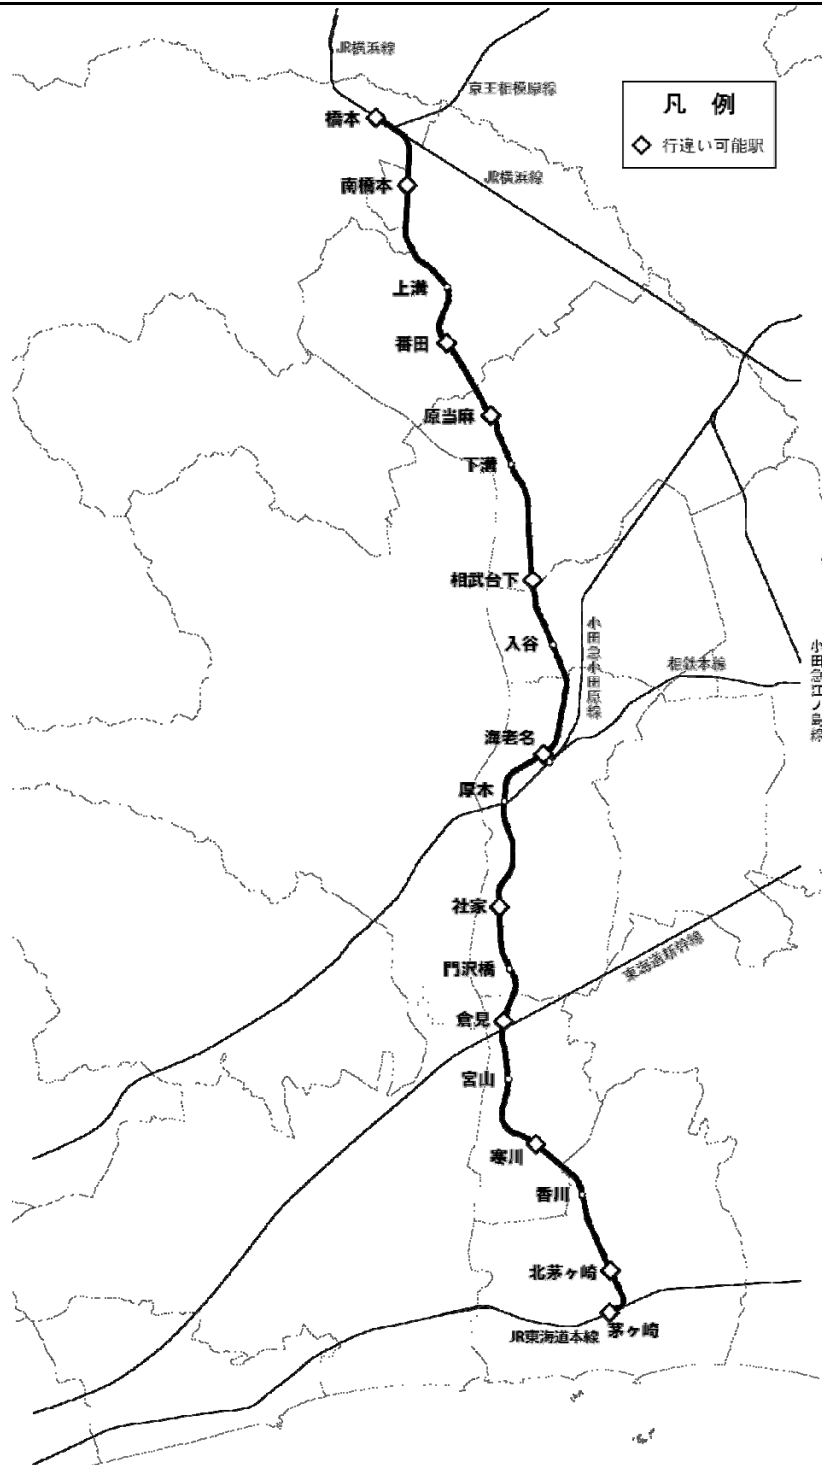 JR横浜線
京王相模原線
凡 例
行違い可能駅
橋本
JR横浜線
南橋本
上溝
番田
原当麻
下溝
相武台下
入谷
小田急小田原線
相鉄本線
小田急江ノ島線
海老名
厚木
社家
門沢橋
東海道新幹線
倉見
宮山
寒川
香川
北茅ヶ崎
茅ヶ崎
JR東海道本線